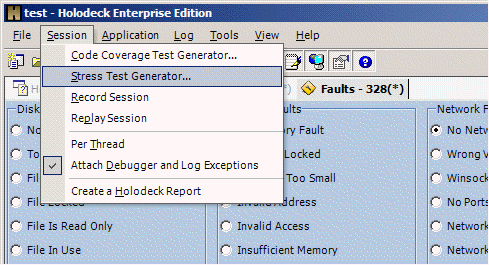 test - Holodeck Enterprise Edition
File Session Application Log Tools View Help
Code Coverage Test Generator...
Stress Test Generator...
Record Session
Replay Session
Per Thread
Attach Debugger and Log Exceptions
Create a Holodeck Report
Faults - 328(*)
Disk
No
To
File Locked
File Is Read Only
File In Use
Faults
Fault
Locked
Too Small
Invalid Address
Invalid Access
Insufficient Memory
Network F
No Netw
Wrong V
Winsock
No Ports
Network
Network